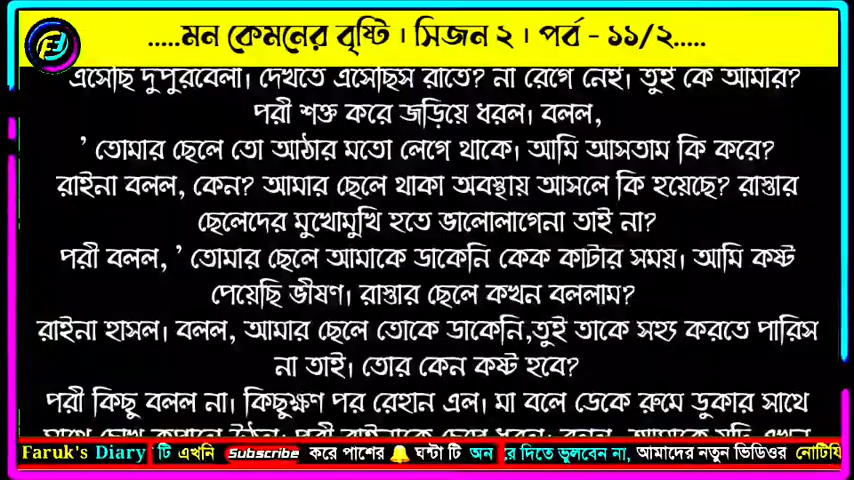 .....মন কেমনের বৃষ্টি । সিজন ২ । পর্ব - ১১/২.....
এসেছি দুপুরবেলা। দেখতে এসেছিস রাতে? না রেগে নেই। তুই কে আমার?
পরী শক্ত করে জড়িয়ে ধরল। বলল,
’ তোমার ছেলে তো আঠার মতো লেগে থাকে। আমি আসতাম কি করে?
রাইনা বলল, কেন? আমার ছেলে থাকা অবস্থায় আসলে কি হয়েছে? রাস্তার
ছেলেদের মুখোমুখি হতে ভালোলাগেনা তাই না?
পরী বলল, ’ তোমার ছেলে আমাকে ডাকেনি কেক কাটার সময়। আমি কষ্ট
পেয়েছি ভীষণ। রাস্তার ছেলে কখন বললাম?
রাইনা হাসল। বলল, আমার ছেলে তোকে ডাকেনি,তুই তাকে সহ্য করতে পারিস
না তাই। তোর কেন কষ্ট হবে?
পরী কিছু বলল না। কিছুক্ষণ পর রেহান এল। মা বলে ডেকে রুমে ঢুকার সাথে
Faruk's Diary টি এখনি Subscribe করে পাশের 🔔 ঘন্টা টি অন রে দিতে ভুলবেন না, আমাদের নতুন ভিডিওর নোটিফি